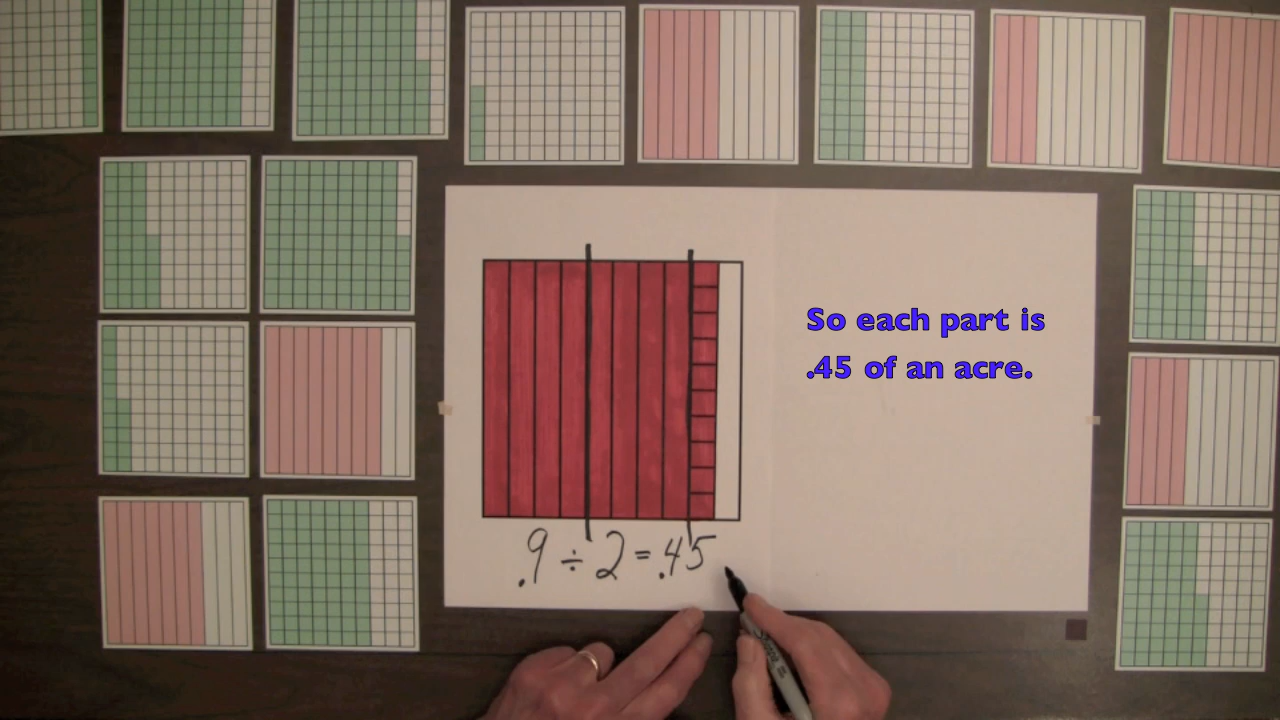 So each part is
.45 of an acre.
.9 ÷ 2 = .45